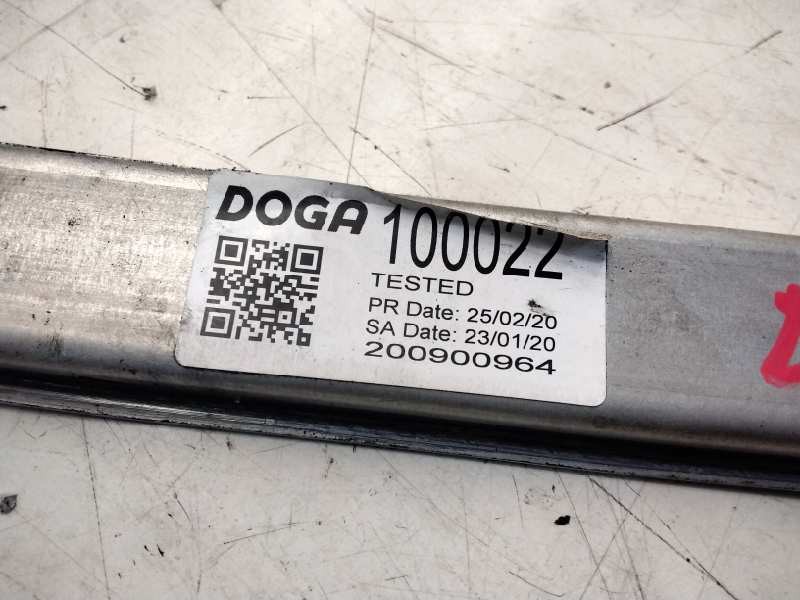 DOGA 100022
TESTED
PR Date: 25/02/20
SA Date: 23/01/20
200900964